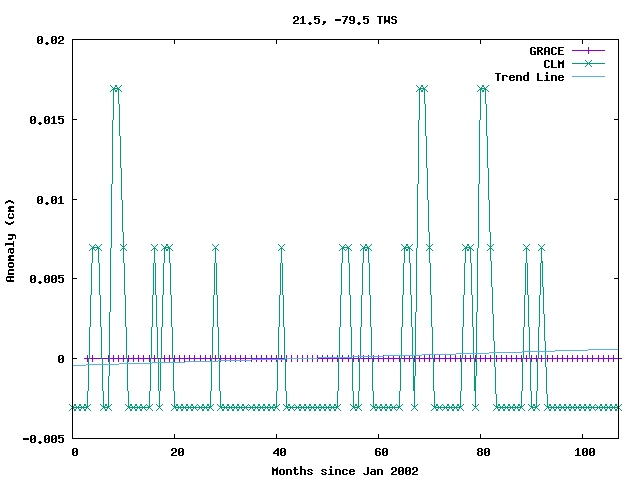 21.5, -79.5 TWS
GRACE
CLM
Trend Line
Anomaly (cm)
0.02
0.015
0.01
0.005
0
-0.005
0 20 40 60 80 100
Months since Jan 2002